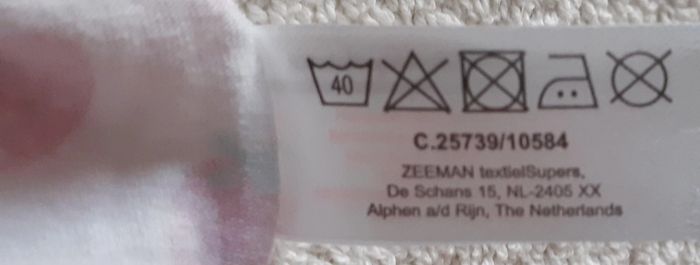 40
C.25739/10584
ZEEMAN textielSupers,
De Schans 15, NL-2405 XX
Alphen a/d Rijn, The Netherlands